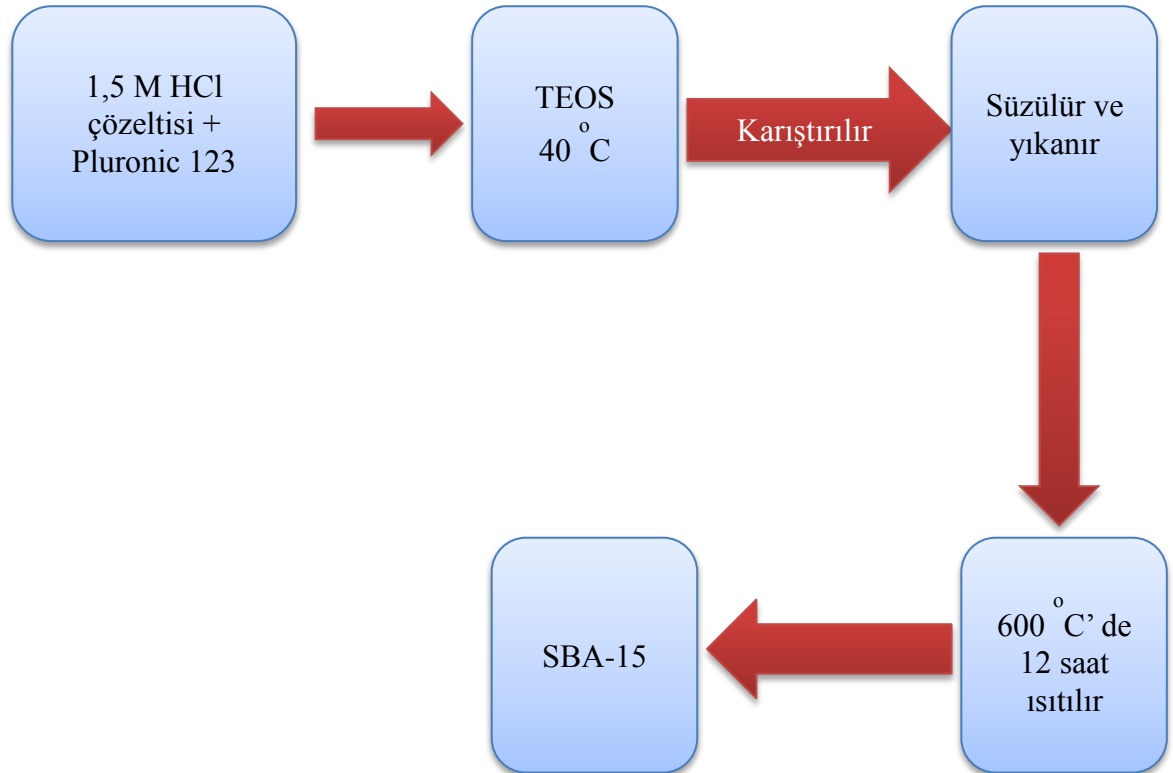 1,5 M HCl
çözeltisi +
Pluronic 123
TEOS
40 °C
Karıştırılır
Süzülür ve
yıkanır
600 °C’ de
12 saat
ısıtılır
SBA-15